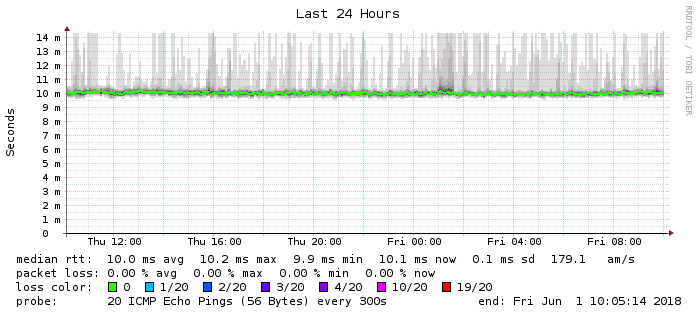 Last 24 Hours
RRDTOOL / TOBI OETIKER
Seconds
14 m
13 m
12 m
11 m
10 m
9 m
8 m
7 m
6 m
5 m
4 m
3 m
2 m
1 m
0
Thu 12:00 Thu 16:00 Thu 20:00 Fri 00:00 Fri 04:00 Fri 08:00
median rtt: 10.0 ms avg 10.2 ms max 9.9 ms min 10.1 ms now 0.1 ms sd 179.1 am/s
packet loss: 0.00 % avg 0.00 % max 0.00 % min 0.00 % now
loss color: 0 1/20 2/20 3/20 4/20 10/20 19/20
probe: 20 ICMP Echo Pings (56 Bytes) every 300s end: Fri Jun 1 10:05:14 2018